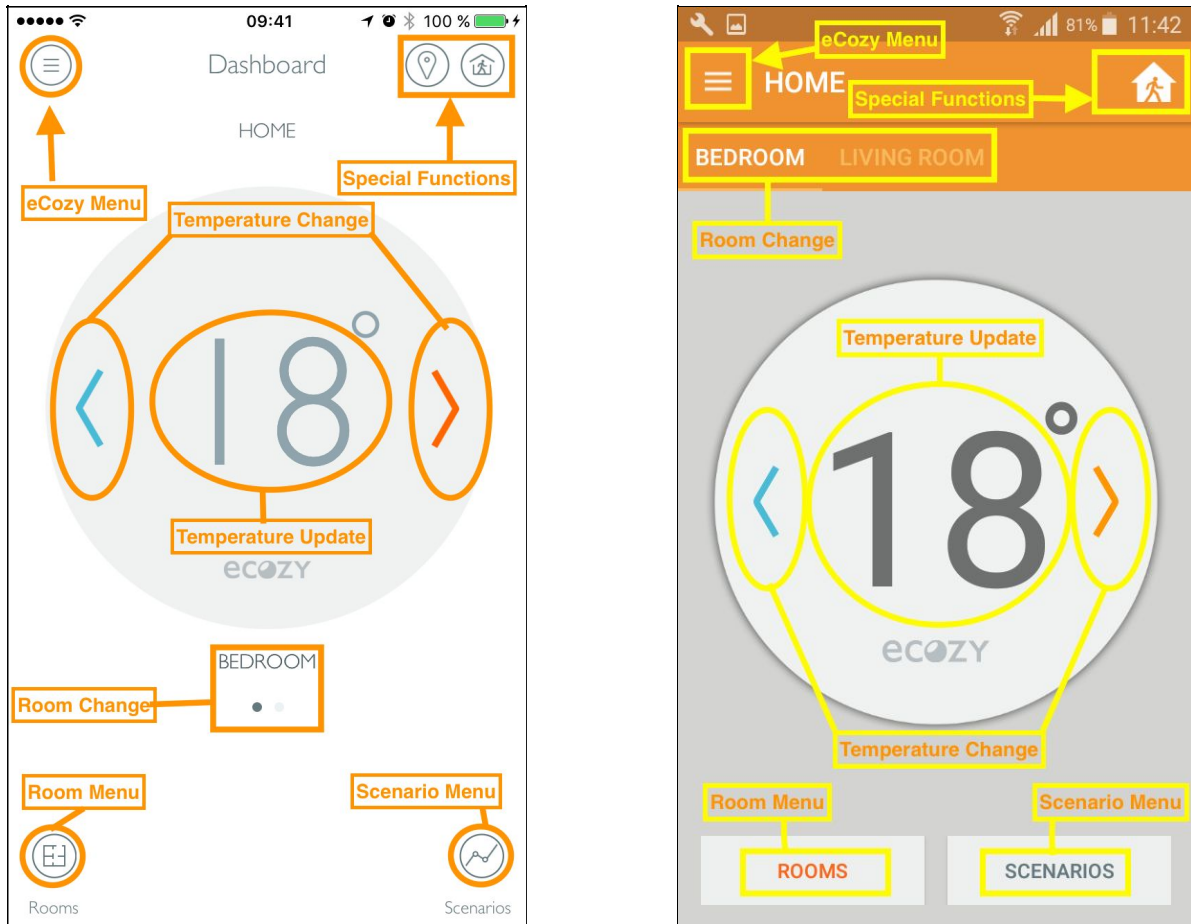 09:41
100 %
Dashboard
HOME
Special Functions
eCozy Menu
Temperature Change
18°
Temperature Update
ecozy
BEDROOM
Room Change
Room Menu
Scenario Menu
Rooms
Scenarios
81% 11:42
eCozy Menu
HOME
Special Functions
BEDROOM LIVING ROOM
Room Change
Temperature Update
18°
ecozy
Temperature Change
Room Menu
Scenario Menu
ROOMS
SCENARIOS